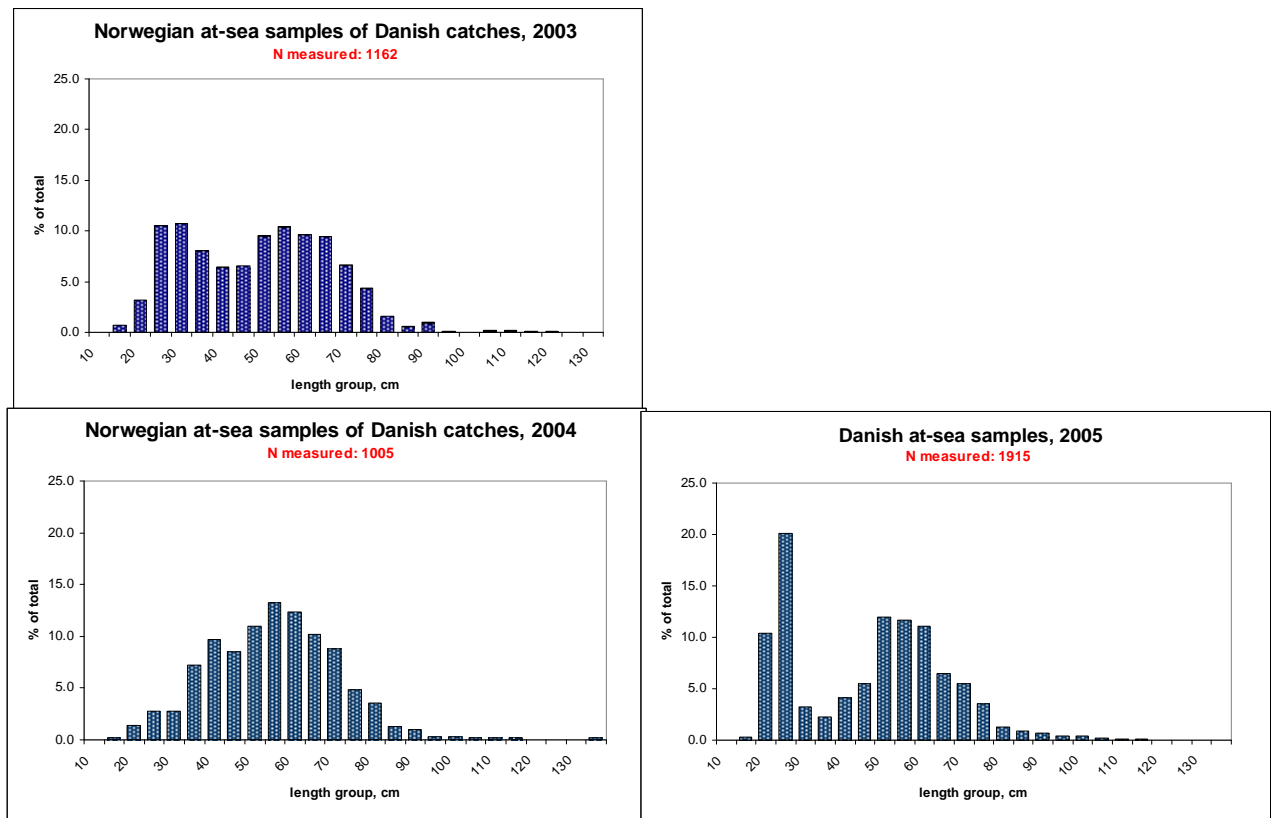 Norwegian at-sea samples of Danish catches, 2003
N measured: 1162
25.0
20.0
15.0
10.0
5.0
0.0
% of total
10 20 30 40 50 60 70 80 90 100 110 120 130
length group, cm
Norwegian at-sea samples of Danish catches, 2004
N measured: 1005
25.0
20.0
15.0
10.0
5.0
0.0
% of total
10 20 30 40 50 60 70 80 90 100 110 120 130
length group, cm
Danish at-sea samples, 2005
N measured: 1915
25.0
20.0
15.0
10.0
5.0
0.0
% of total
10 20 30 40 50 60 70 80 90 100 110 120 130
length group, cm